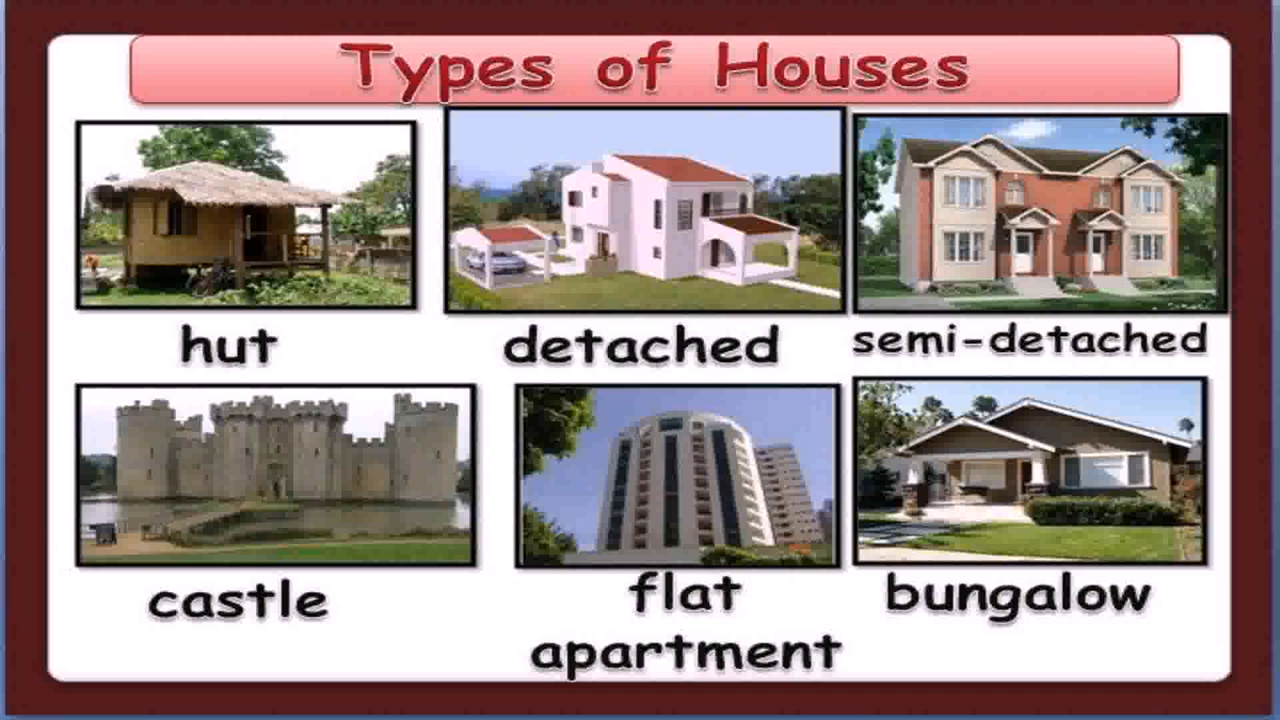 Types of Houses
hut
detached
semi-detached
castle
flat
apartment
bungalow